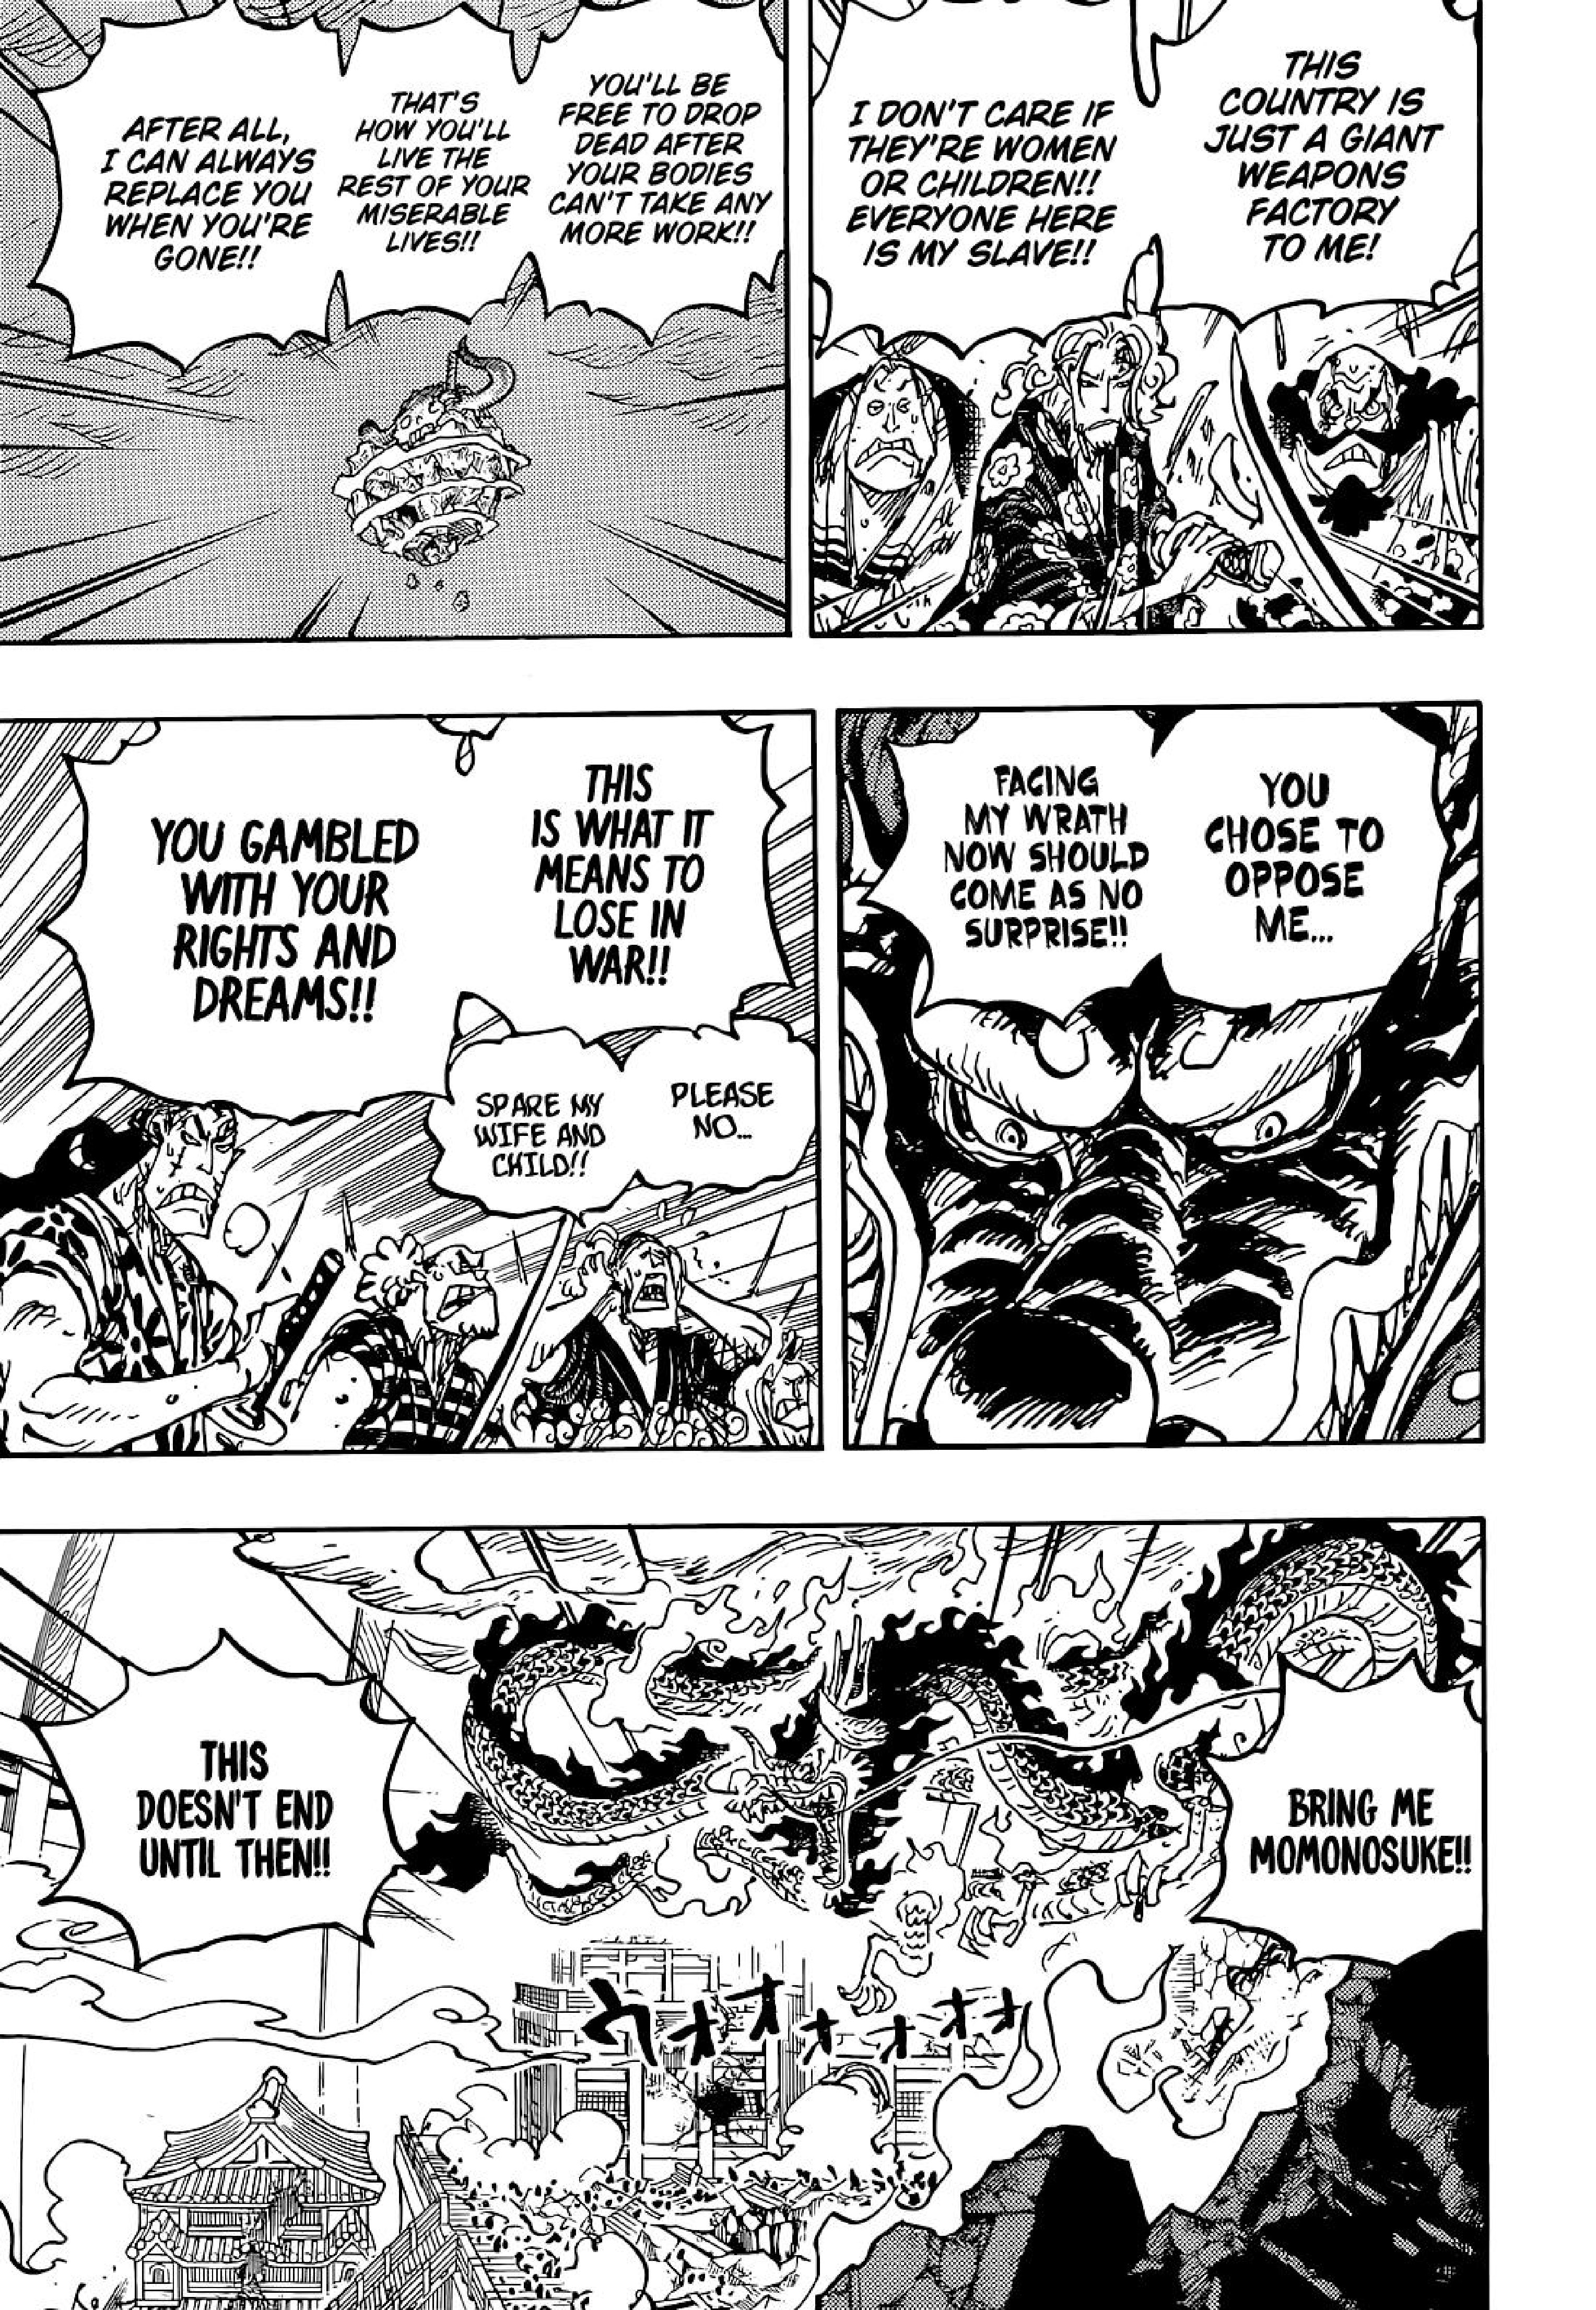 THIS
COUNTRY IS
JUST A GIANT
WEAPONS
FACTORY
TO ME!
I DON'T CARE IF
THEY'RE WOMEN
OR CHILDREN!!
EVERYONE HERE
IS MY SLAVE!!
YOU'LL BE
FREE TO DROP
DEAD AFTER
YOUR BODIES
CAN'T TAKE ANY
MORE WORK!!
THAT'S
HOW YOU'LL
LIVE THE
REST OF YOUR
MISERABLE
LIVES!!
AFTER ALL,
I CAN ALWAYS
REPLACE YOU
WHEN YOU'RE
GONE!!
YOU
CHOSE TO
OPPOSE
ME...
FACING
MY WRATH
NOW SHOULD
COME AS NO
SURPRISE!!
THIS
IS WHAT IT
MEANS TO
LOSE IN
WAR!!
YOU GAMBLED
WITH YOUR
RIGHTS AND
DREAMS!!
PLEASE
NO...
SPARE MY
WIFE AND
CHILD!!
BRING ME
MOMONOSUKE!!
THIS
DOESN'T END
UNTIL THEN!!
ウオオオオオオ